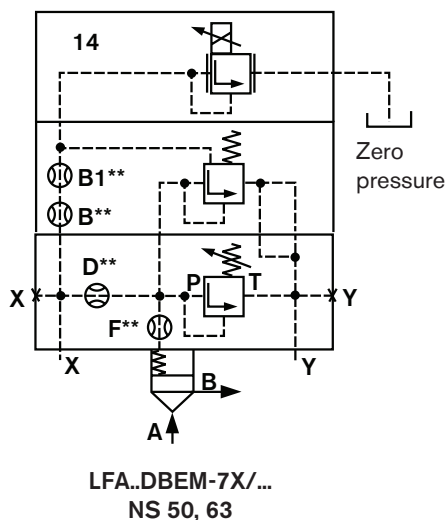 14
Zero
pressure
B1**
B**
D**
P T
X Y
F**
X Y
B
A
LFA..DBEM-7X/...
NS 50, 63